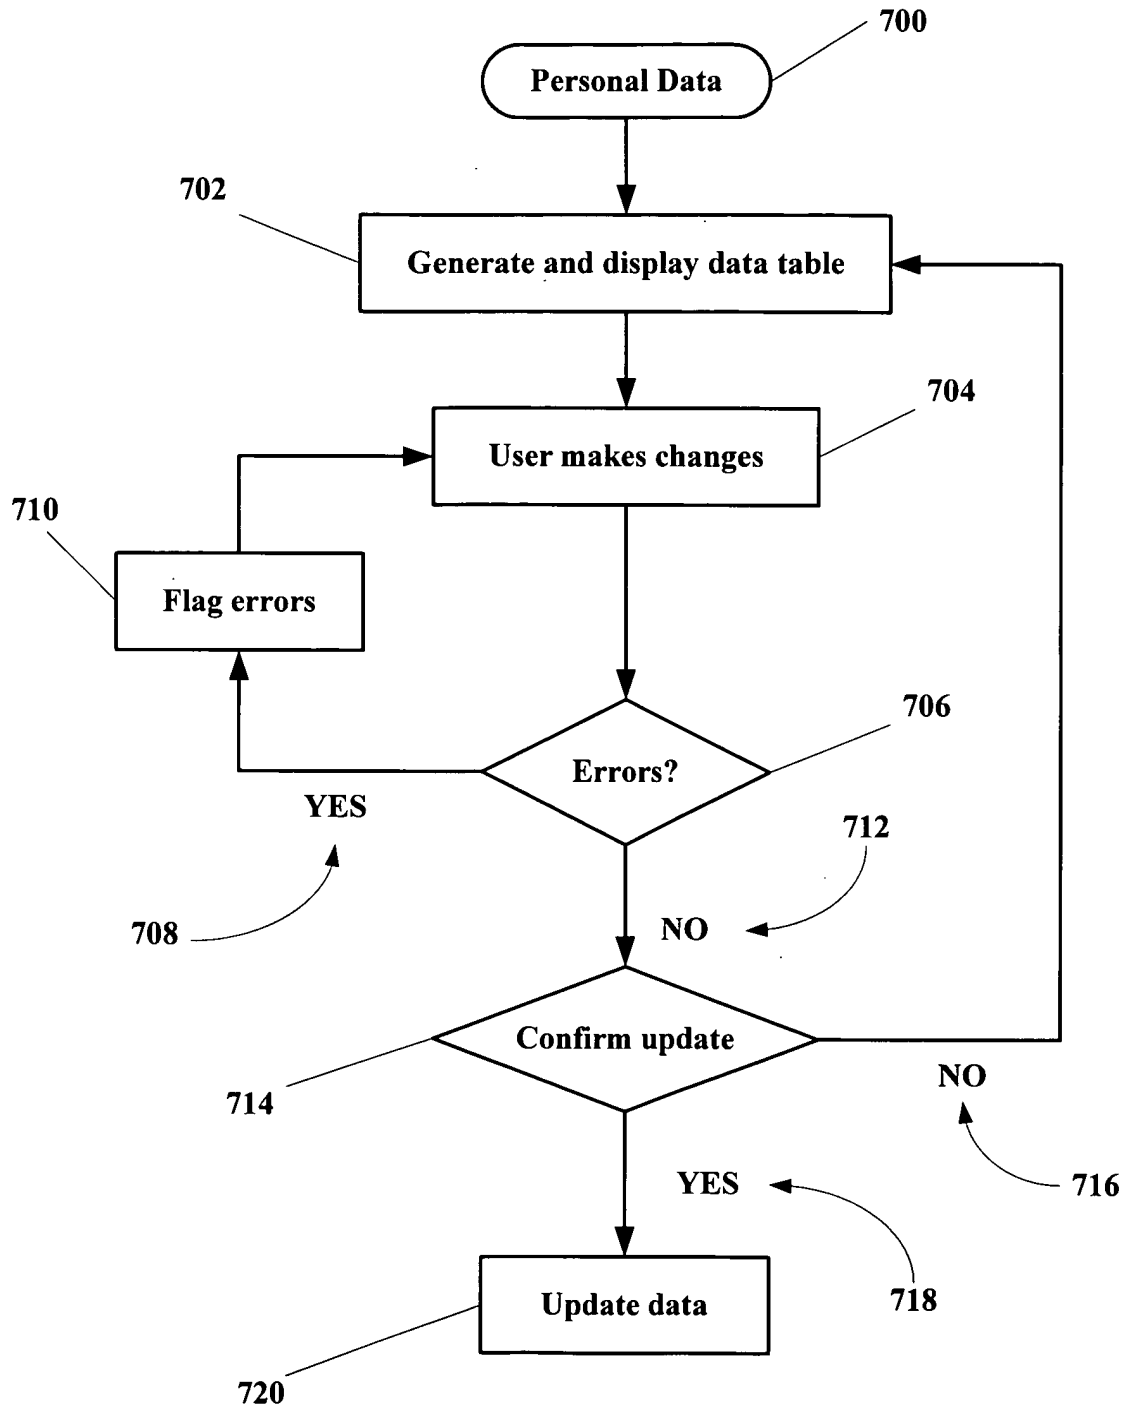 700
Personal Data
702
Generate and display data table
704
User makes changes
710
Flag errors
706
Errors?
YES
712
708
NO
Confirm update
NO
714
YES
716
718
Update data
720